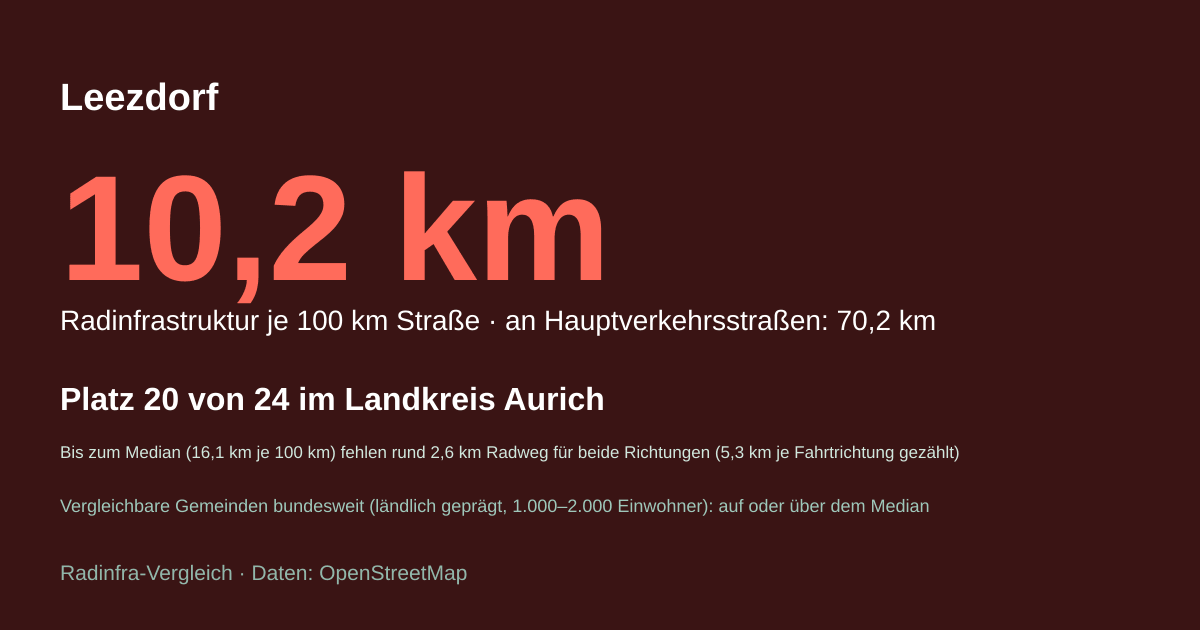 Leezdorf
10,2 km
Radinfrastruktur je 100 km Straße · an Hauptverkehrsstraßen: 70,2 km
Platz 20 von 24 im Landkreis Aurich
Bis zum Median (16,1 km je 100 km) fehlen rund 2,6 km Radweg für beide Richtungen (5,3 km je Fahrtrichtung gezählt)
Vergleichbare Gemeinden bundesweit (ländlich geprägt, 1.000–2.000 Einwohner): auf oder über dem Median
Radinfra-Vergleich · Daten: OpenStreetMap